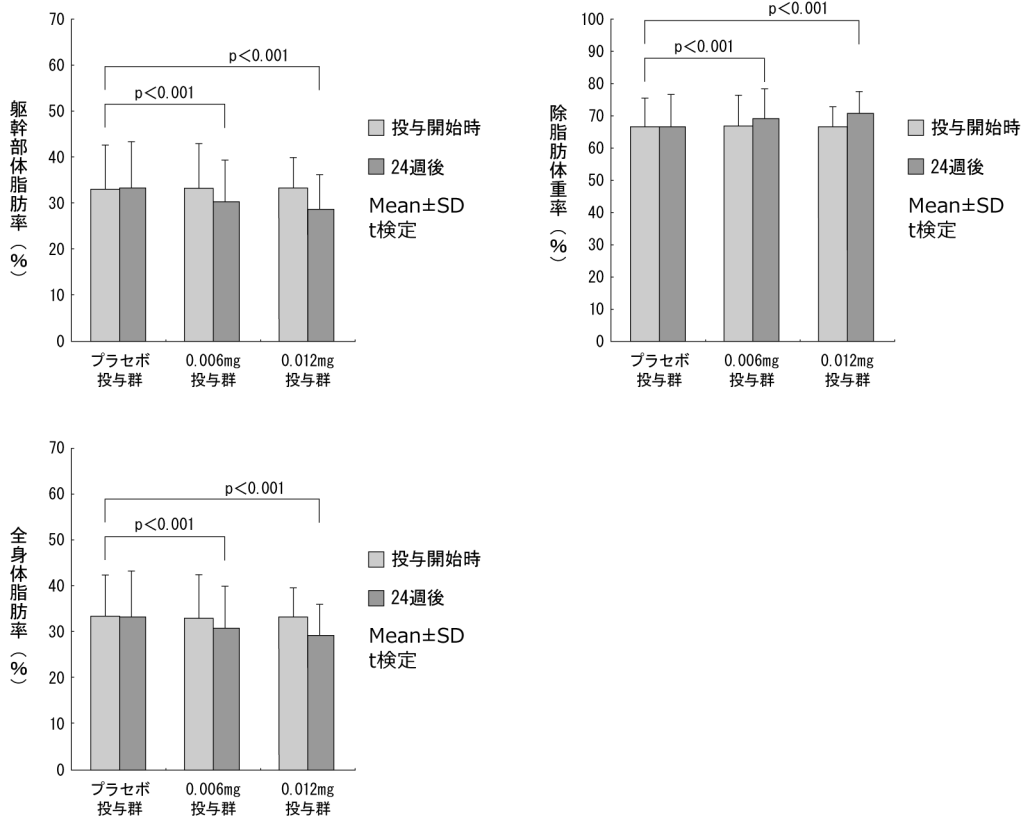 躯幹部体脂肪率(%)
70
60
50
40
30
20
10
0
p<0.001
p<0.001
プラセボ
投与群
0.006mg
投与群
0.012mg
投与群
投与開始時
24週後
Mean±SD
t検定
除脂肪体重率(%)
100
90
80
70
60
50
40
30
20
10
0
p<0.001
p<0.001
プラセボ
投与群
0.006mg
投与群
0.012mg
投与群
投与開始時
24週後
Mean±SD
t検定
全身体脂肪率(%)
70
60
50
40
30
20
10
0
p<0.001
p<0.001
プラセボ
投与群
0.006mg
投与群
0.012mg
投与群
投与開始時
24週後
Mean±SD
t検定